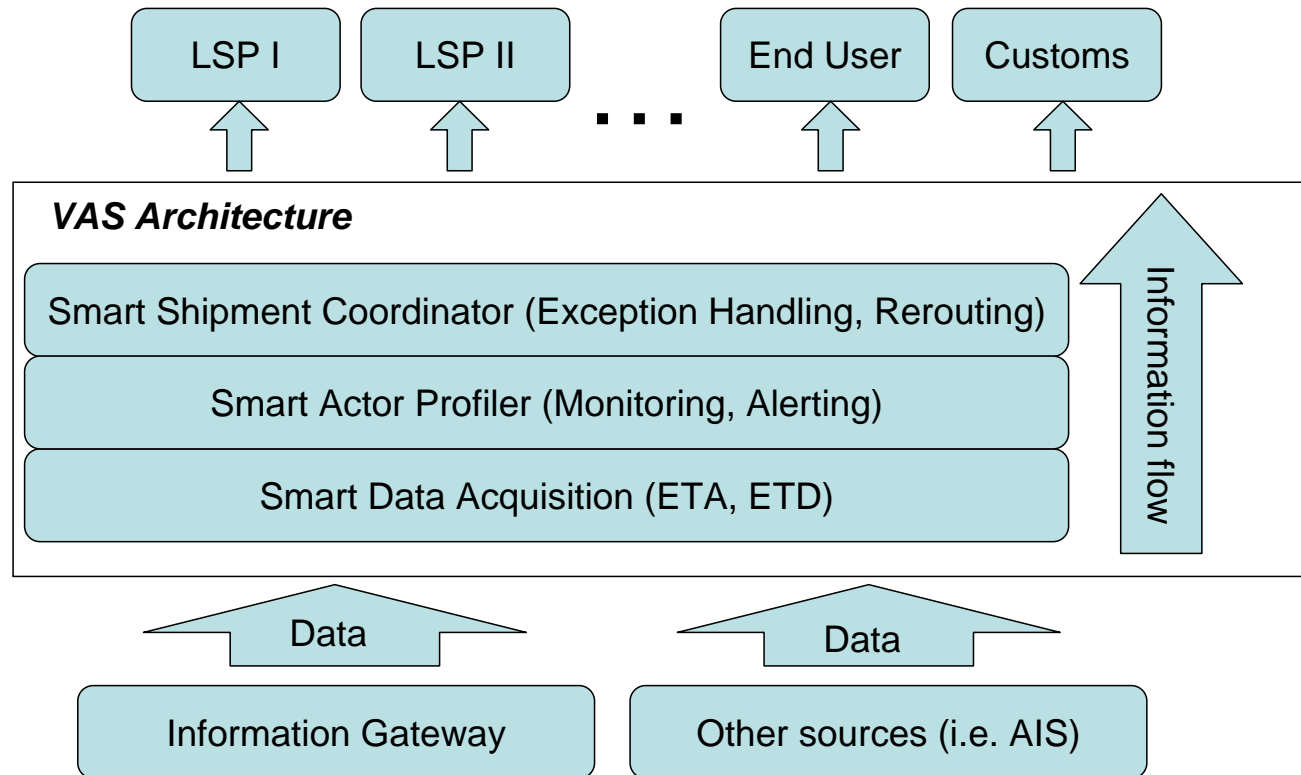 LSP I
LSP II
End User
Customs
. . .
VAS Architecture
Smart Shipment Coordinator (Exception Handling, Rerouting)
Smart Actor Profiler (Monitoring, Alerting)
Smart Data Acquisition (ETA, ETD)
Information flow
Data
Data
Information Gateway
Other sources (i.e. AIS)